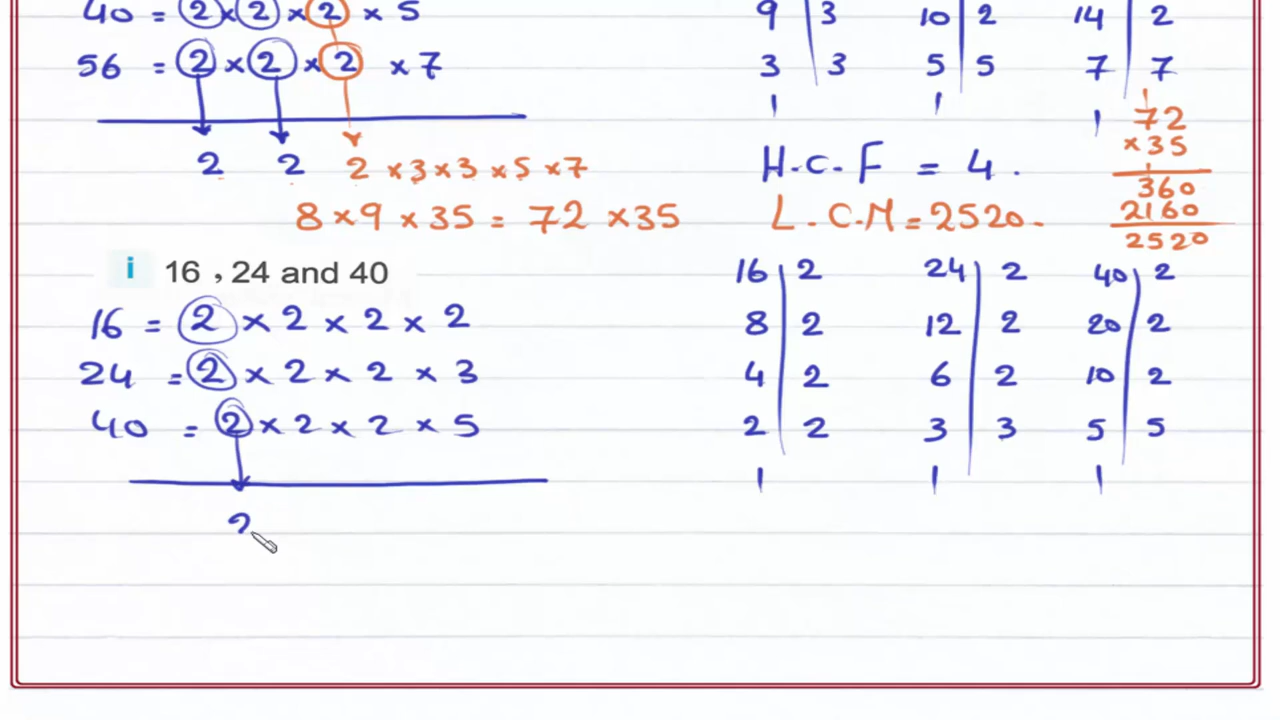 40 = 2 × 2 × 2 × 5
56 = 2 × 2 × 2 × 7
2 2 2 × 3 × 3 × 5 × 7
8 × 9 × 35 = 72 × 35
9 3 10 2 14 2
3 3 5 5 7 7
1 1 1
H.C.F = 4.
L.C.M = 2520.
1
72
×35
1
360
2160
2520
i 16 , 24 and 40
16 = 2 × 2 × 2 × 2
24 = 2 × 2 × 2 × 3
40 = 2 × 2 × 2 × 5
2
16 2 24 2 40 2
8 2 12 2 20 2
4 2 6 2 10 2
2 2 3 3 5 5
1 1 1